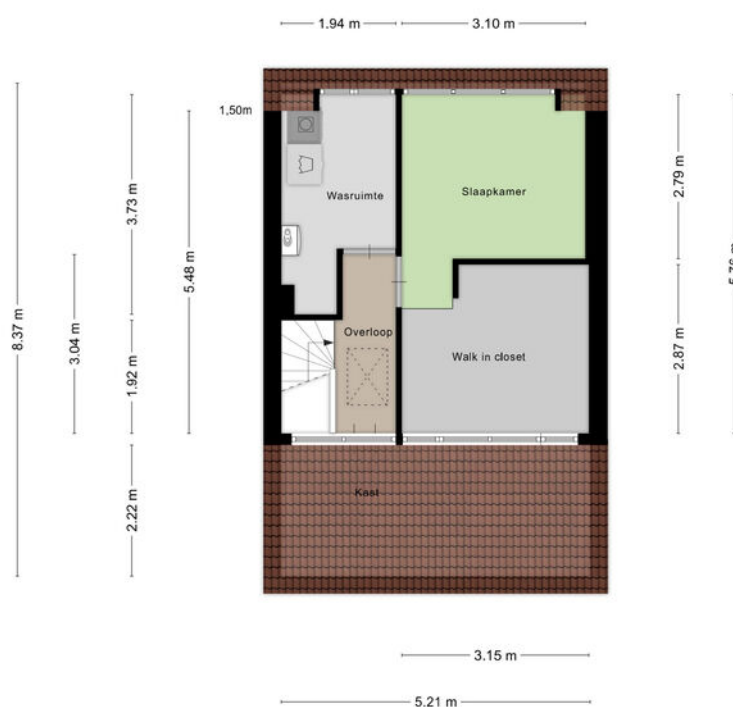 1.94 m
3.10 m
1,50m
Wasruimte
Slaapkamer
3.73 m
2.79 m
5.48 m
8.37 m
3.04 m
Overloop
Walk in closet
1.92 m
2.87 m
Kast
2.22 m
3.15 m
5.21 m